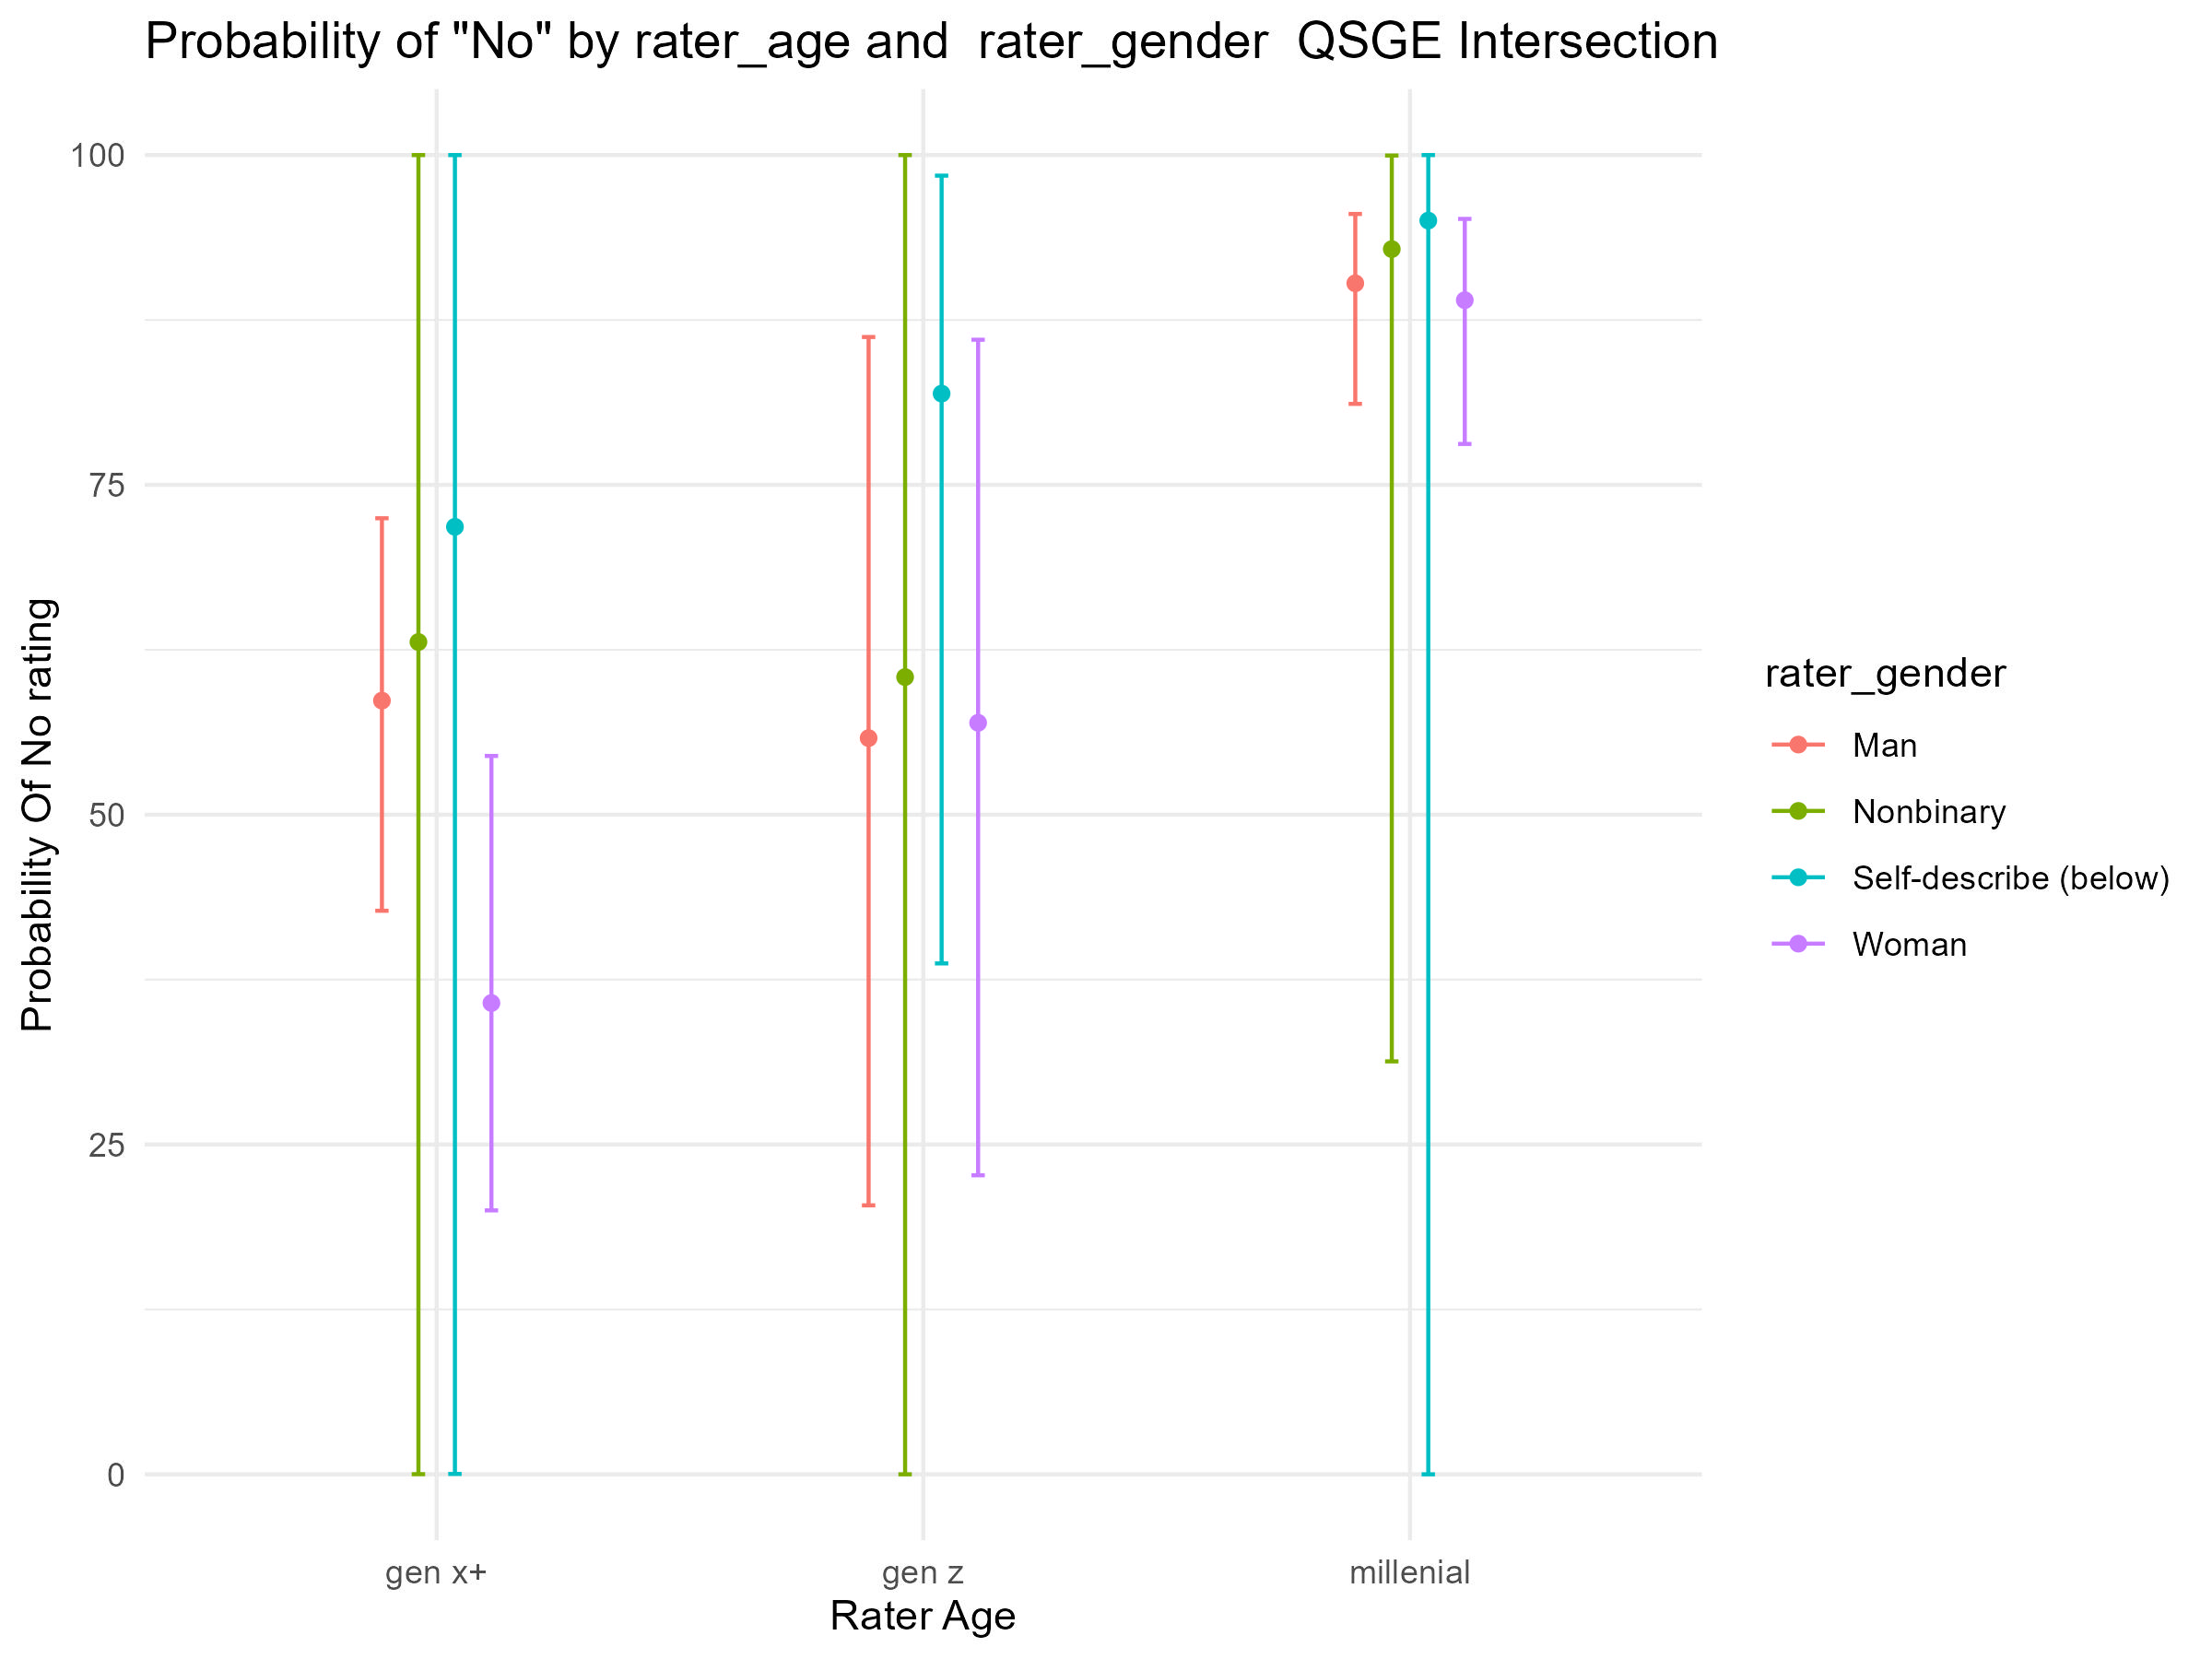 Probability of "No" by rater_age and  rater_gender  QSGE Intersection
100
75
50
25
0
Probability Of No rating
gen x+
gen z
millenial
Rater Age
rater_gender
Man
Nonbinary
Self-describe (below)
Woman